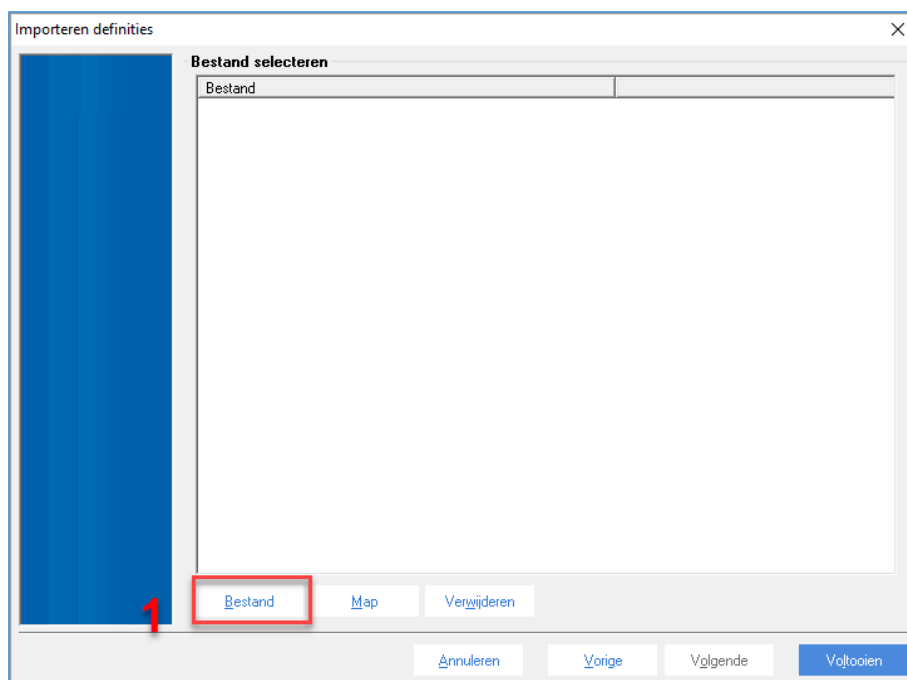 Importeren definities
Bestand selecteren
Bestand
1
Bestand Map Verwijderen
Annuleren Vorige Volgende Voltooien